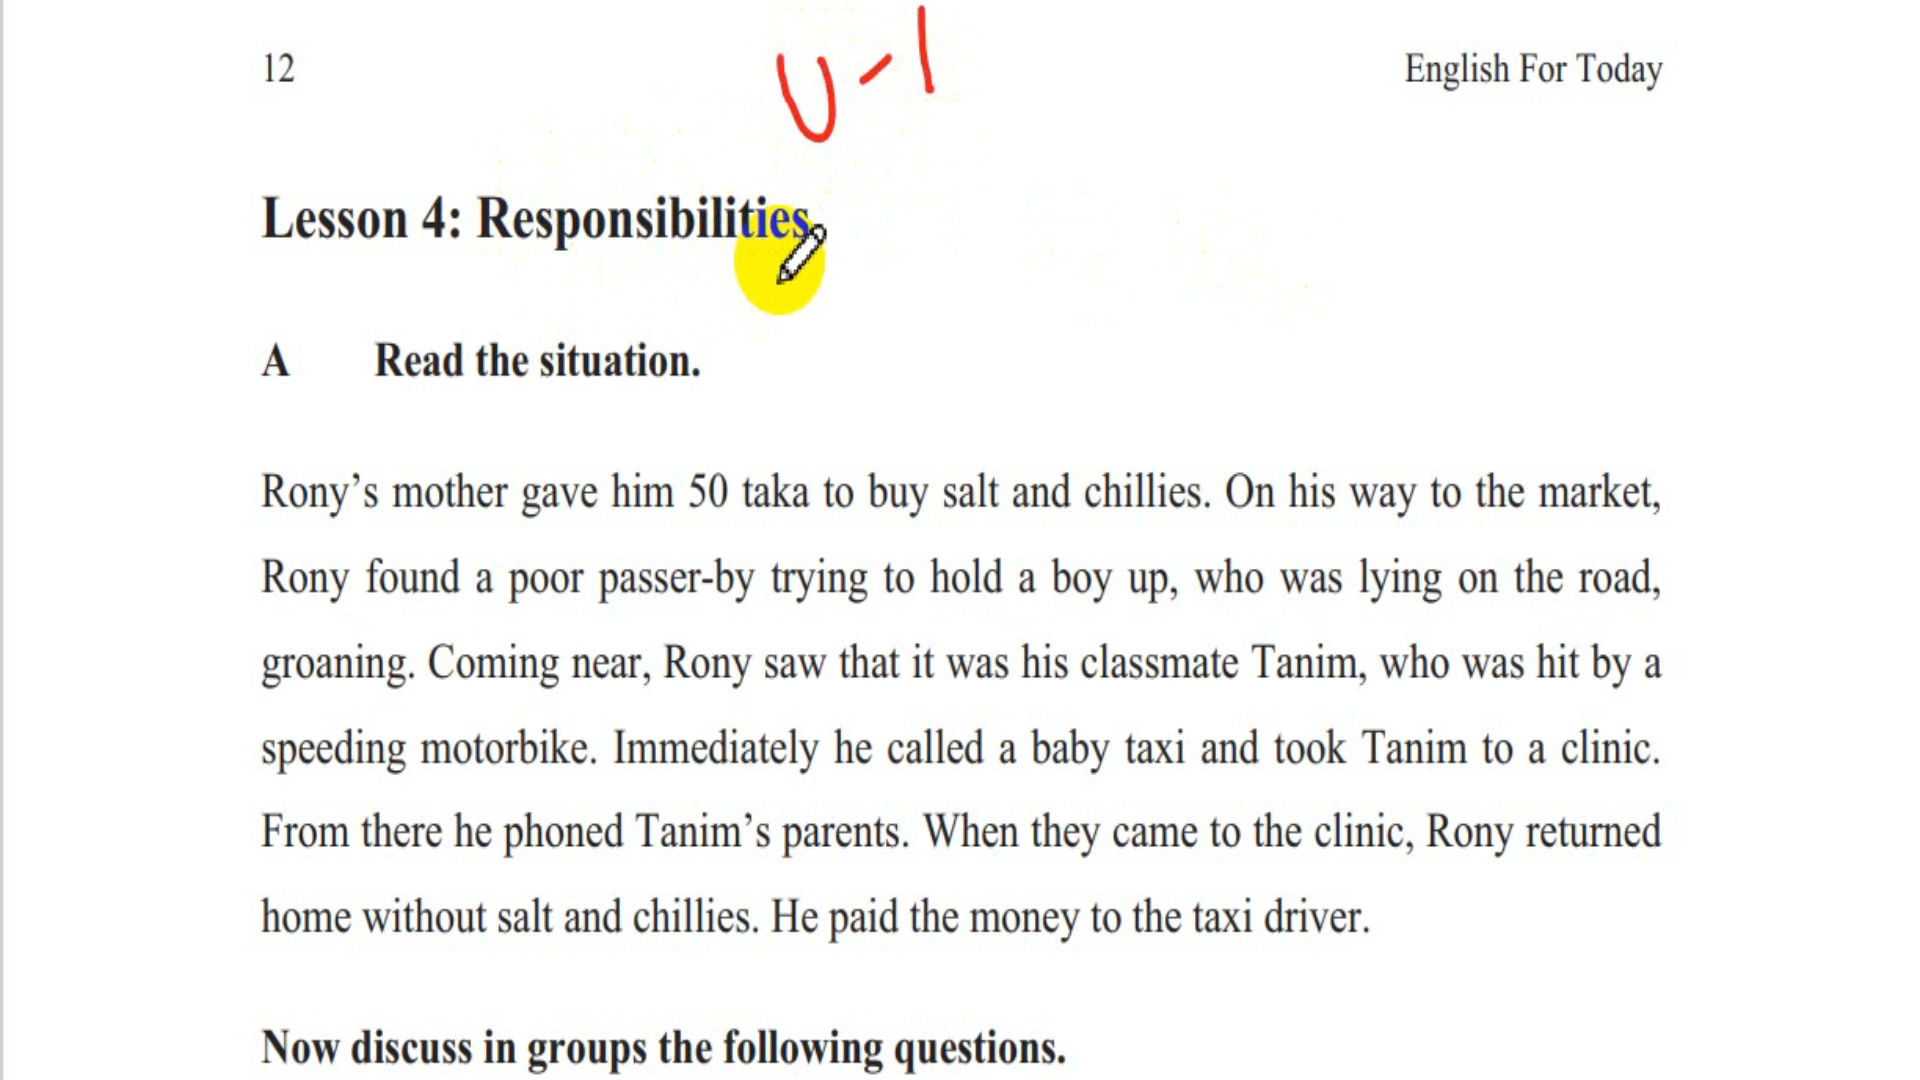 12
U-1
English For Today
Lesson 4: Responsibilities
A Read the situation.
Rony’s mother gave him 50 taka to buy salt and chillies. On his way to the market,
Rony found a poor passer-by trying to hold a boy up, who was lying on the road,
groaning. Coming near, Rony saw that it was his classmate Tanim, who was hit by a
speeding motorbike. Immediately he called a baby taxi and took Tanim to a clinic.
From there he phoned Tanim’s parents. When they came to the clinic, Rony returned
home without salt and chillies. He paid the money to the taxi driver.
Now discuss in groups the following questions.